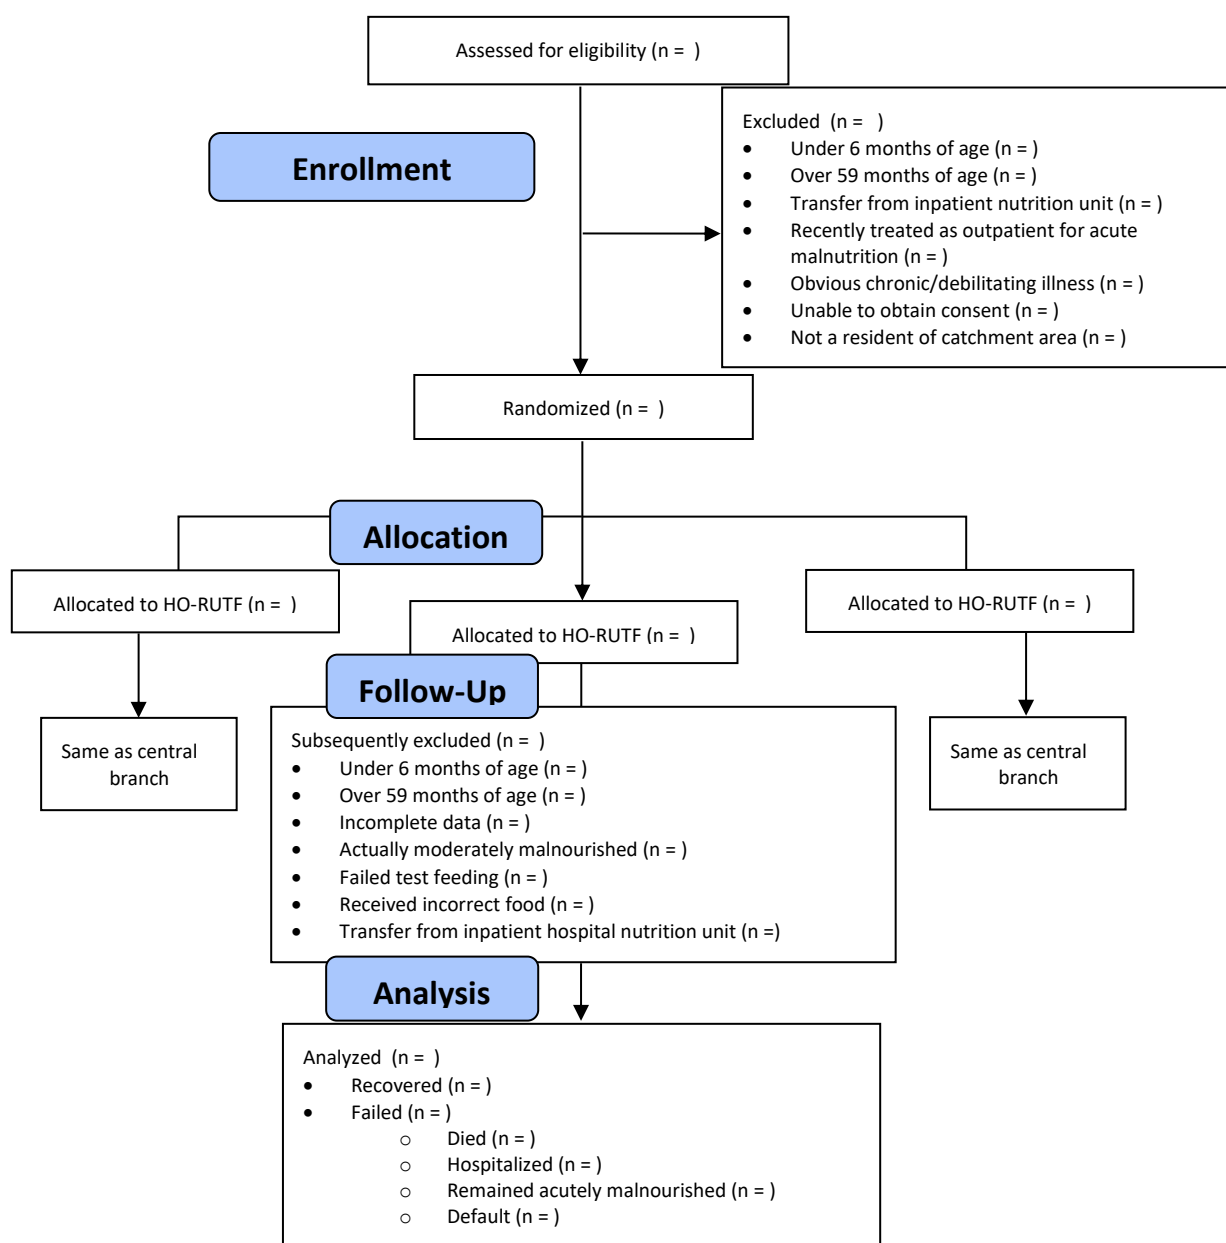 Assessed for eligibility (n =  )
Enrollment
Excluded  (n =   )
• Under 6 months of age (n = )
• Over 59 months of age (n = )
• Transfer from inpatient nutrition unit (n = )
• Recently treated as outpatient for acute
malnutrition (n = )
• Obvious chronic/debilitating illness (n = )
• Unable to obtain consent (n = )
• Not a resident of catchment area (n = )
Randomized (n =  )
Allocation
Allocated to HO-RUTF (n =  )
Allocated to HO-RUTF (n =  )
Allocated to HO-RUTF (n =  )
Follow-Up
Same as central
branch
Subsequently excluded (n =  )
• Under 6 months of age (n = )
• Over 59 months of age (n = )
• Incomplete data (n = )
• Actually moderately malnourished (n = )
• Failed test feeding (n = )
• Received incorrect food (n = )
• Transfer from inpatient hospital nutrition unit (n =)
Same as central
branch
Analysis
Analyzed  (n =  )
• Recovered (n = )
• Failed (n = )
o Died (n = )
o Hospitalized (n = )
o Remained acutely malnourished (n = )
o Default (n = )